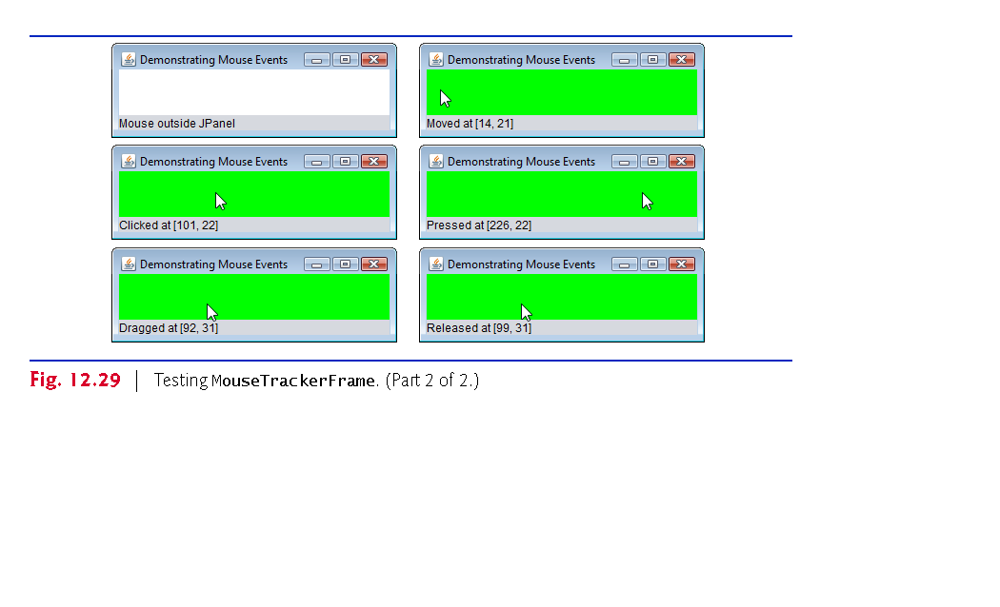 Demonstrating Mouse Events
Mouse outside JPanel
Demonstrating Mouse Events
Moved at [14, 21]
Demonstrating Mouse Events
Clicked at [101, 22]
Demonstrating Mouse Events
Pressed at [226, 22]
Demonstrating Mouse Events
Dragged at [92, 31]
Demonstrating Mouse Events
Released at [99, 31]
Fig. 12.29 | Testing MouseTrackerFrame. (Part 2 of 2.)